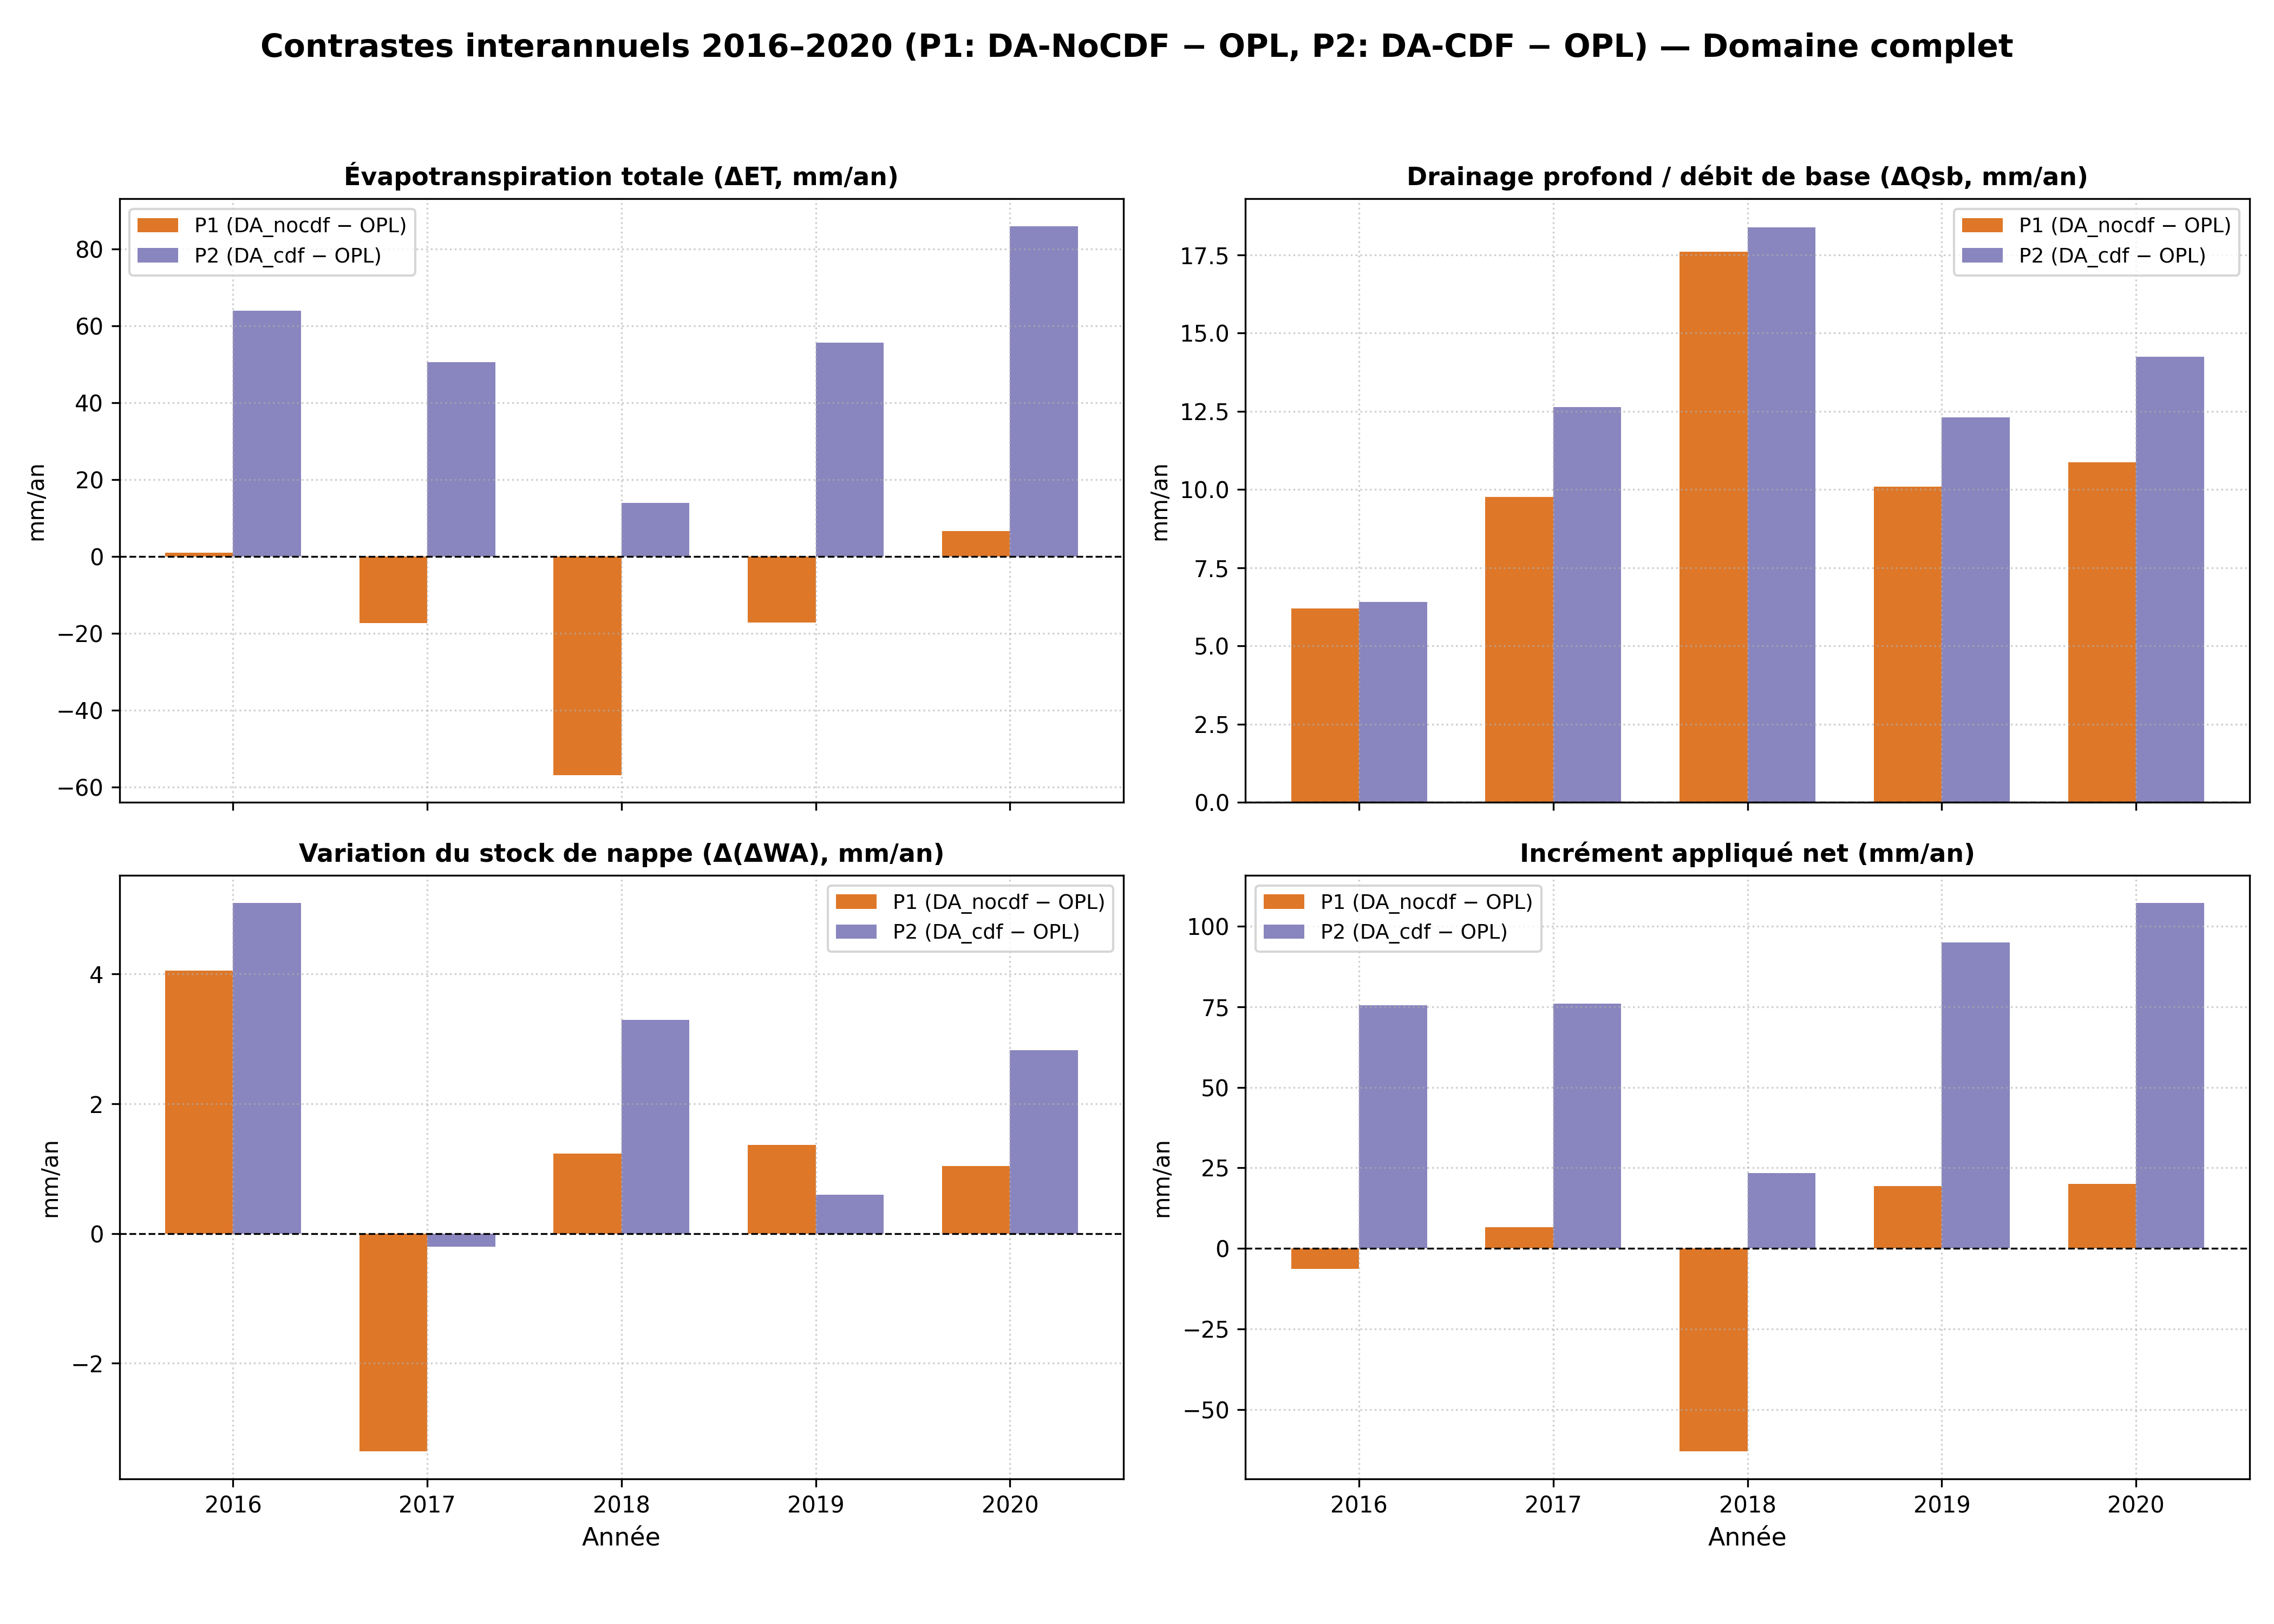 Contrastes interannuels 2016–2020 (P1: DA-NoCDF − OPL, P2: DA-CDF − OPL) — Domaine complet
Évapotranspiration totale (ΔET, mm/an)
P1 (DA_nocdf − OPL)
P2 (DA_cdf − OPL)
80
60
40
20
0
−20
−40
−60
mm/an
Drainage profond / débit de base (ΔQsb, mm/an)
P1 (DA_nocdf − OPL)
P2 (DA_cdf − OPL)
17.5
15.0
12.5
10.0
7.5
5.0
2.5
0.0
mm/an
Variation du stock de nappe (Δ(ΔWA), mm/an)
P1 (DA_nocdf − OPL)
P2 (DA_cdf − OPL)
4
2
0
−2
mm/an
2016 2017 2018 2019 2020
Année
Incrément appliqué net (mm/an)
P1 (DA_nocdf − OPL)
P2 (DA_cdf − OPL)
100
75
50
25
0
−25
−50
mm/an
2016 2017 2018 2019 2020
Année